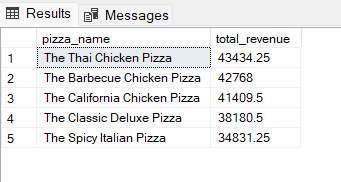 Results Messages
pizza_name total_revenue
1 The Thai Chicken Pizza 43434.25
2 The Barbecue Chicken Pizza 42768
3 The California Chicken Pizza 41409.5
4 The Classic Deluxe Pizza 38180.5
5 The Spicy Italian Pizza 34831.25